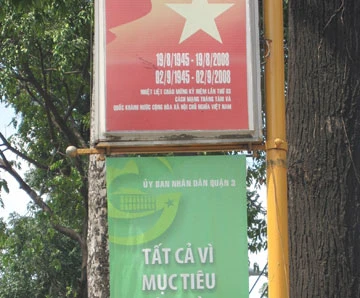 19/8/1945 - 19/8/2008
02/9/1945 - 02/9/2008
NHIỆT LIỆT CHÀO MỪNG KỶ NIỆM LẦN THỨ 63
CÁCH MẠNG THÁNG TÁM VÀ
QUỐC KHÁNH NƯỚC CỘNG HÒA XÃ HỘI CHỦ NGHĨA VIỆT NAM
ỦY BAN NHÂN DÂN QUẬN 3
TẤT CẢ VÌ
MỤC TIÊU